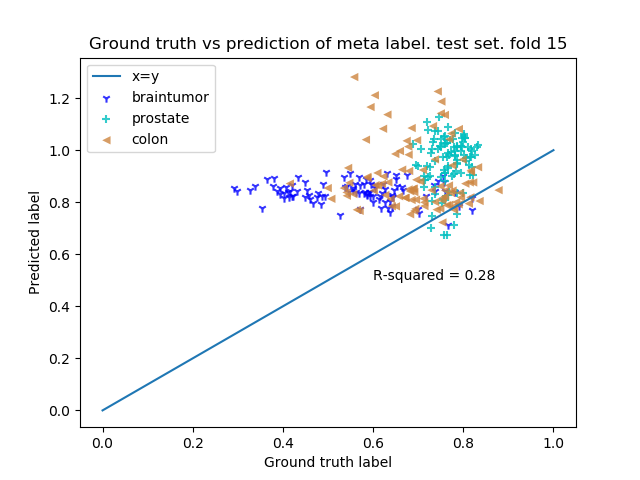 Ground truth vs prediction of meta label. test set. fold 15
x=y
braintumor
prostate
colon
1.2
1.0
0.8
0.6
0.4
0.2
0.0
Predicted label
R-squared = 0.28
0.0 0.2 0.4 0.6 0.8 1.0
Ground truth label